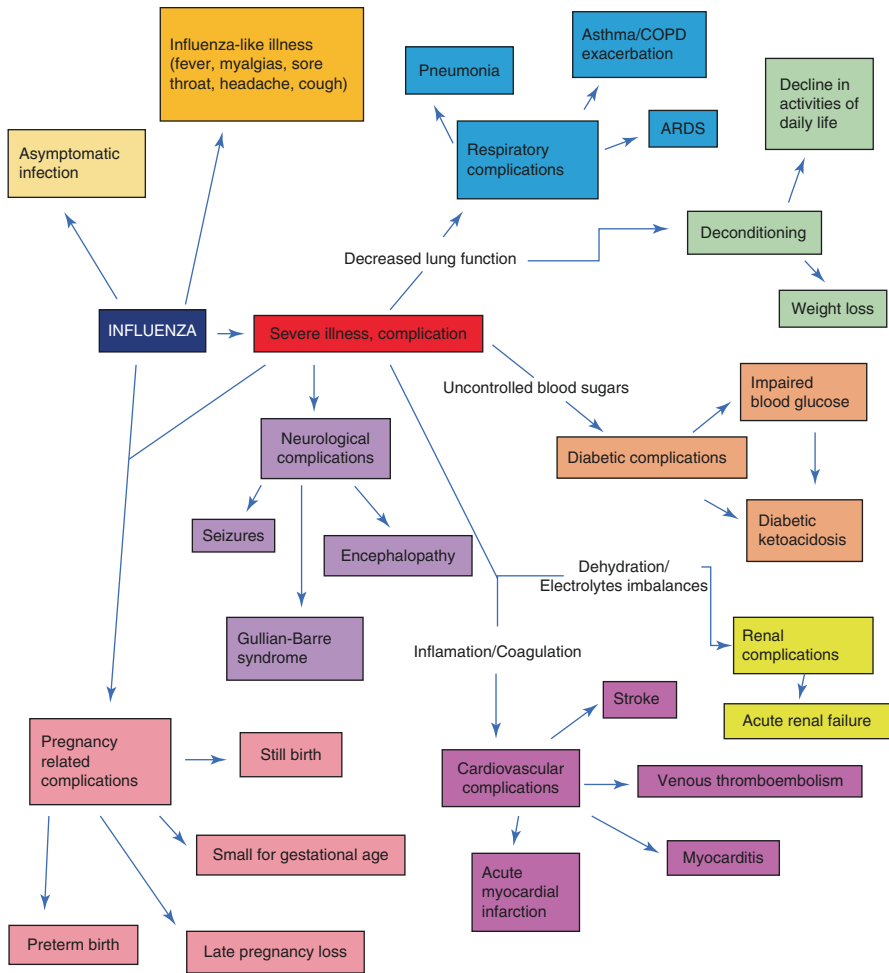 Influenza-like illness
(fever, myalgias, sore
throat, headache, cough)
Asthma/COPD
exacerbation
Pneumonia
Decline in
activities of
daily life
ARDS
Asymptomatic
infection
Respiratory
complications
Deconditioning
Decreased lung function
Weight loss
INFLUENZA
Severe illness, complication
Uncontrolled blood sugars
Impaired
blood glucose
Neurological
complications
Diabetic complications
Diabetic
ketoacidosis
Seizures
Encephalopathy
Dehydration/
Electrolytes imbalances
Gullian-Barre
syndrome
Inflamation/Coagulation
Renal
complications
Stroke
Acute renal failure
Pregnancy
related
complications
Still birth
Cardiovascular
complications
Venous thromboembolism
Small for gestational age
Myocarditis
Acute
myocardial
infarction
Preterm birth
Late pregnancy loss